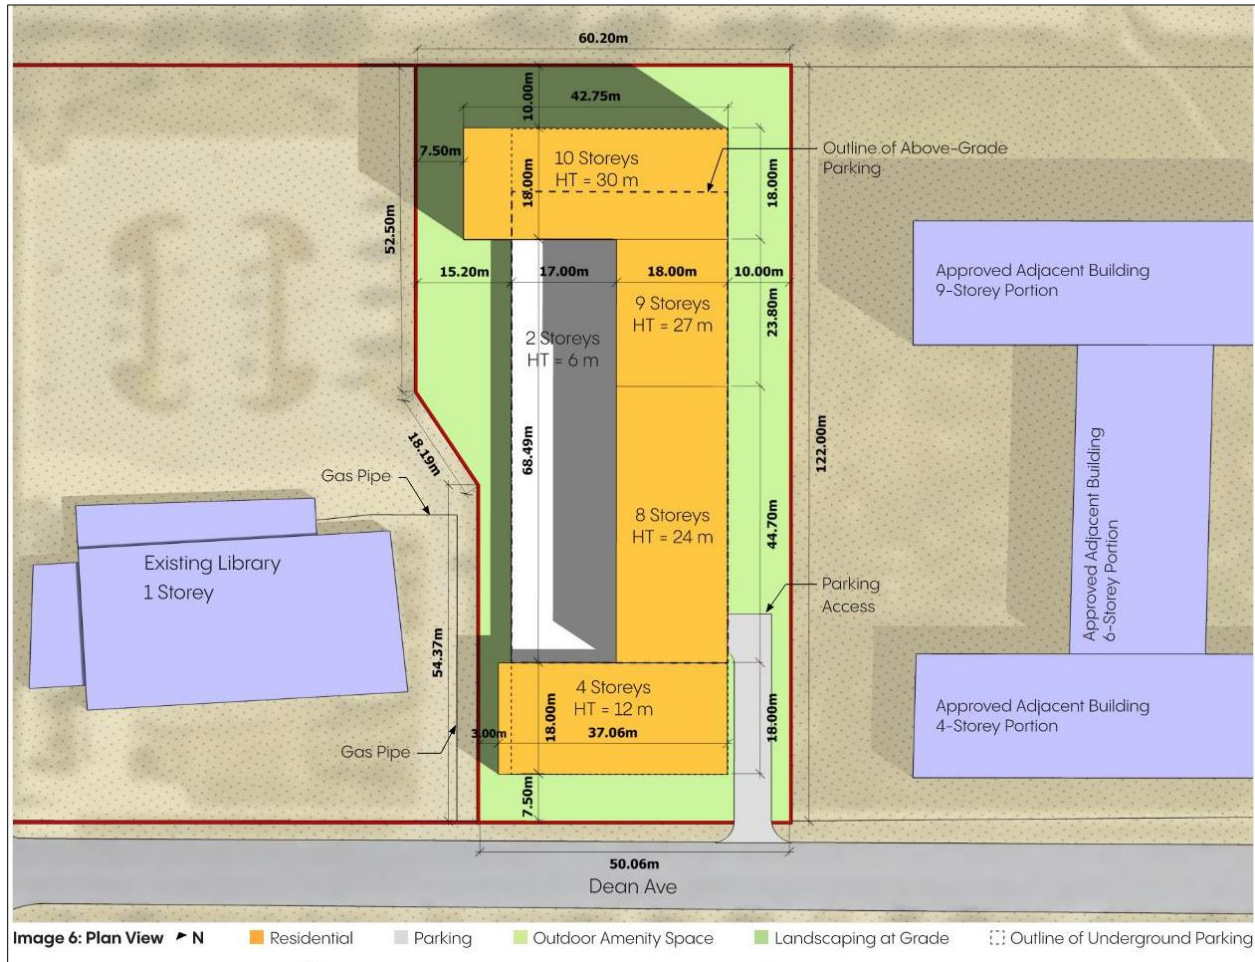 60.20m
10.00m
42.75m
7.50m
10 Storeys
HT = 30 m
18.00m
18.00m
Outline of Above-Grade
Parking
52.50m
15.20m
17.00m
18.00m
10.00m
9 Storeys
HT = 27 m
23.80m
2 Storeys
HT = 6 m
Approved Adjacent Building
9-Storey Portion
18.19m
68.49m
122.00m
Gas Pipe
8 Storeys
HT = 24 m
44.70m
Approved Adjacent Building
6-Storey Portion
Existing Library
1 Storey
Parking
Access
54.37m
4 Storeys
HT = 12 m
18.00m
37.06m
3.00m
18.00m
Approved Adjacent Building
4-Storey Portion
Gas Pipe
7.50m
50.06m
Dean Ave
Image 6: Plan View N Residential Parking Outdoor Amenity Space Landscaping at Grade Outline of Underground Parking